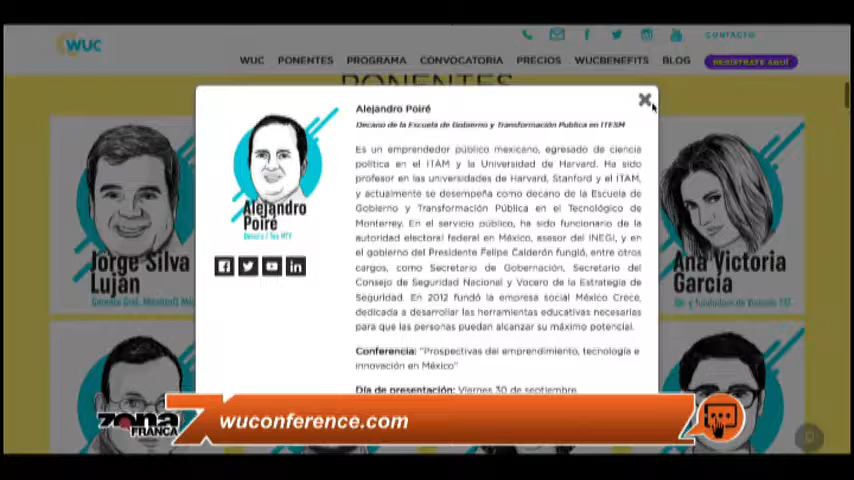 WUC
CONTACTO
WUC PONENTES PROGRAMA CONVOCATORIA PRECIOS WUCBENEFITS BLOG REGÍSTRATE AQUÍ
PONENTES
Alejandro Poiré
Decano de la Escuela de Gobierno y Transformación Publica en ITESM
Es un emprendedor público mexicano, egresado de ciencia
política en el ITAM y la Universidad de Harvard. Ha sido
profesor en las universidades de Harvard, Stanford y el ITAM,
y actualmente se desempeña como decano de la Escuela de
Gobierno y Transformación Pública en el Tecnológico de
Monterrey. En el servicio público, ha sido funcionario de la
autoridad electoral federal en México, asesor del INEGI, y en
el gobierno del Presidente Felipe Calderón fungió, entre otros
cargos, como Secretario de Gobernación, Secretario del
Consejo de Seguridad Nacional y Vocero de la Estrategia de
Seguridad. En 2012 fundó la empresa social México Crece,
dedicada a desarrollar las herramientas educativas necesarias
para que las personas puedan alcanzar su máximo potencial.
Conferencia: "Prospectivas del emprendimiento, tecnología e
innovación en México"
Día de presentación: Viernes 30 de septiembre
Alejandro
Poiré
Decano / Tec MTY
Jorge Silva
Luján
Gerente Gral. Microsoft
Ana Victoria
García
zona
FRANCA
wuconference.com